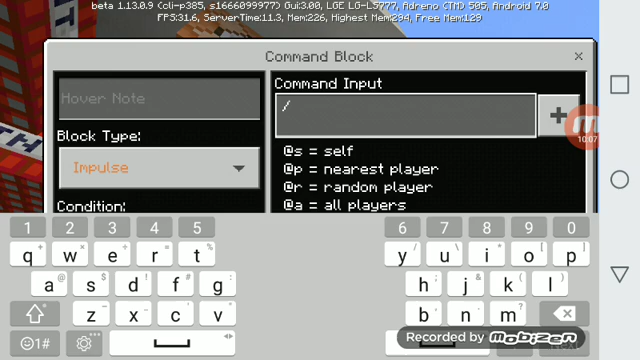 beta 1.13.0.9 (cli-p385, s1666099977) Gui:3.00, LGE LG-L5777, Adreno (TM) 505, Android 7.0
FPS:31.6, ServerTime:11.3, Mem:226, Highest Mem:294, Free Mem:129
Command Block
Hover Note
Command Input
/
+
10:07
Block Type:
Impulse
@s = self
@p = nearest player
@r = random player
@a = all players
Condition:
1 2 3 4 5 6 7 8 9 0
q w e r t y u i o p
a s d f g h j k l
z x c v b n m
1#
Recorded by Mobizen